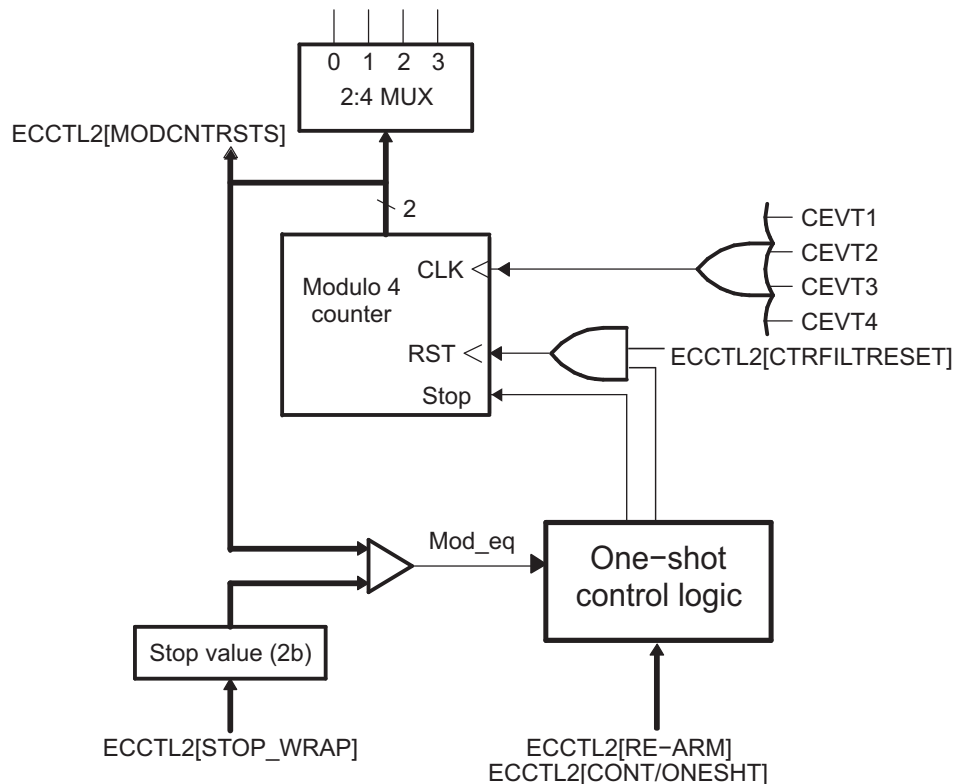 0 1 2 3
2:4 MUX
ECCTL2[MODCNTRSTS]
2
CEVT1
CEVT2
CEVT3
CEVT4
CLK
Modulo 4
counter
RST
Stop
ECCTL2[CTRFILTRESET]
Mod_eq
One−shot
control logic
Stop value (2b)
ECCTL2[STOP_WRAP]
ECCTL2[RE−ARM]
ECCTL2[CONT/ONESHT]